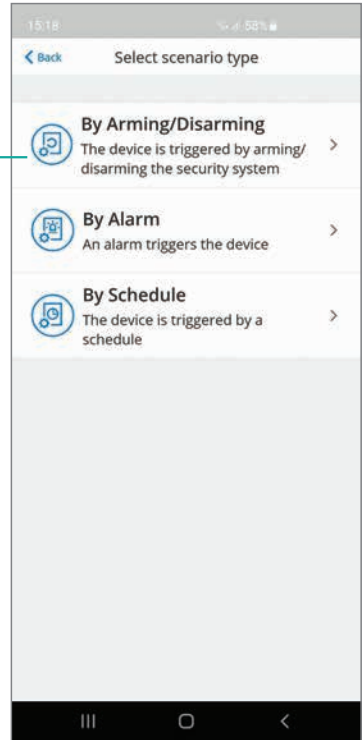 15:18 58%
Back Select scenario type
By Arming/Disarming
The device is triggered by arming/
disarming the security system
By Alarm
An alarm triggers the device
By Schedule
The device is triggered by a
schedule